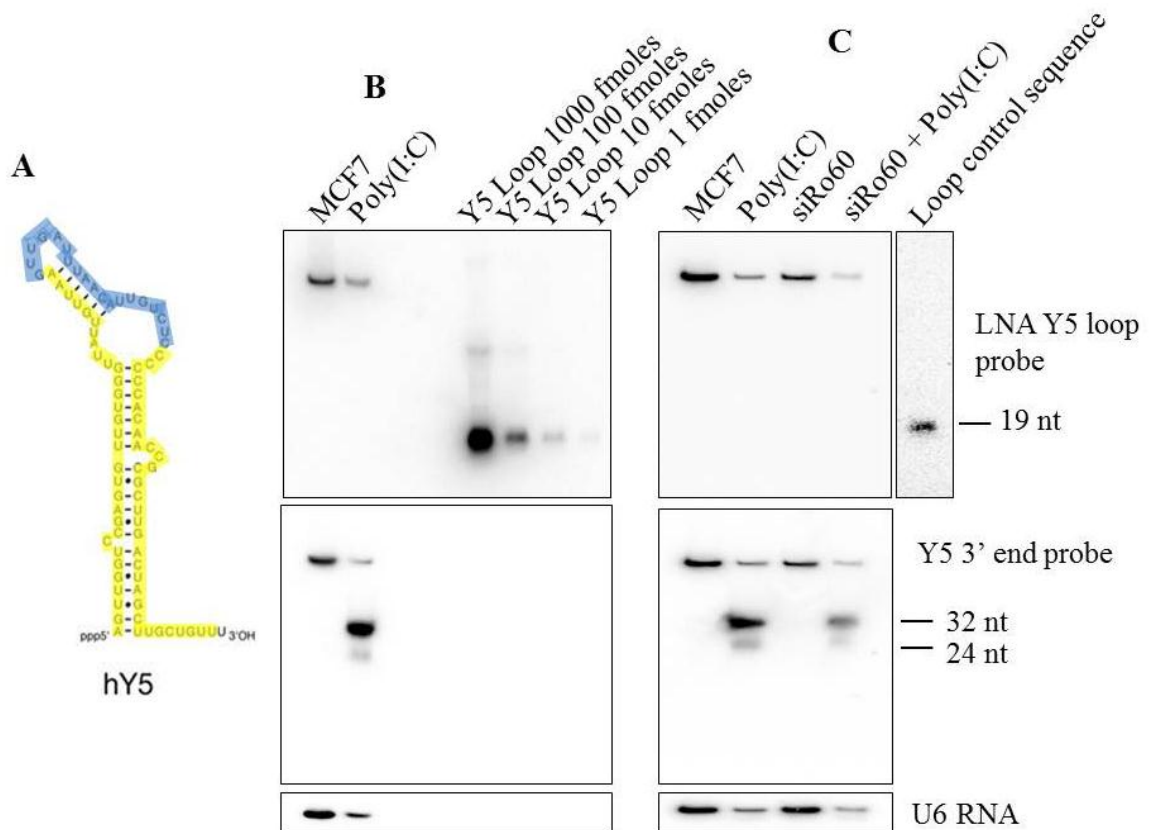 A
B
C
MCF7
Poly(I:C)
Y5 Loop 1000 fmoles
Y5 Loop 100 fmoles
Y5 Loop 10 fmoles
Y5 Loop 1 fmoles
MCF7
Poly(I:C)
siRo60
siRo60 + Poly(I:C)
Loop control sequence
LNA Y5 loop
probe
19 nt
Y5 3’ end probe
32 nt
24 nt
U6 RNA
ppp5'
UUGCUGUUU 3'OH
hY5